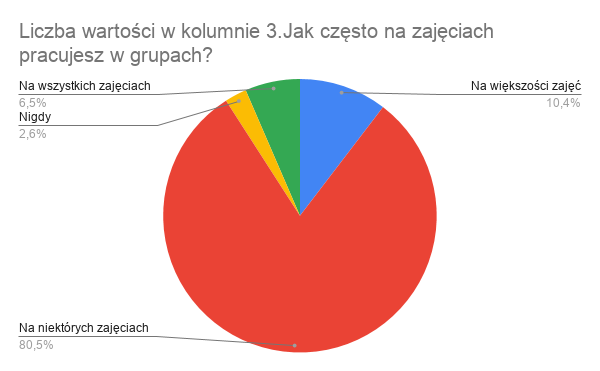 Liczba wartości w kolumnie 3.Jak często na zajęciach
pracujesz w grupach?
Na wszystkich zajęciach
6,5%
Nigdy
2,6%
Na większości zajęć
10,4%
Na niektórych zajęciach
80,5%